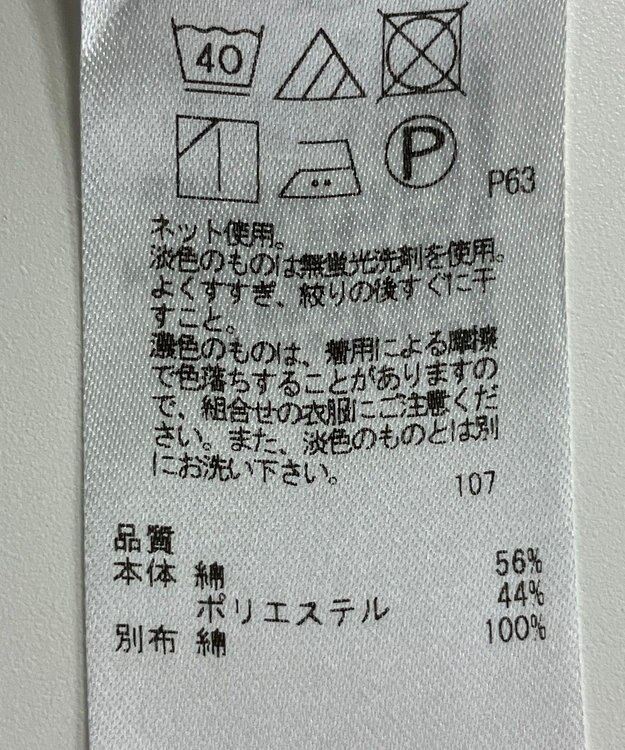 40
P
P63
ネット使用。
淡色のものは無蛍光洗剤を使用。
よくすすぎ、絞りの後すぐに干
すこと。
濃色のものは、着用による摩擦
で色落ちすることがありますの
で、組合せの衣服にご注意くだ
さい。また、淡色のものとは別
にお洗い下さい。
107
品質
本体 綿 56%
ポリエステル 44%
別布 綿 100%